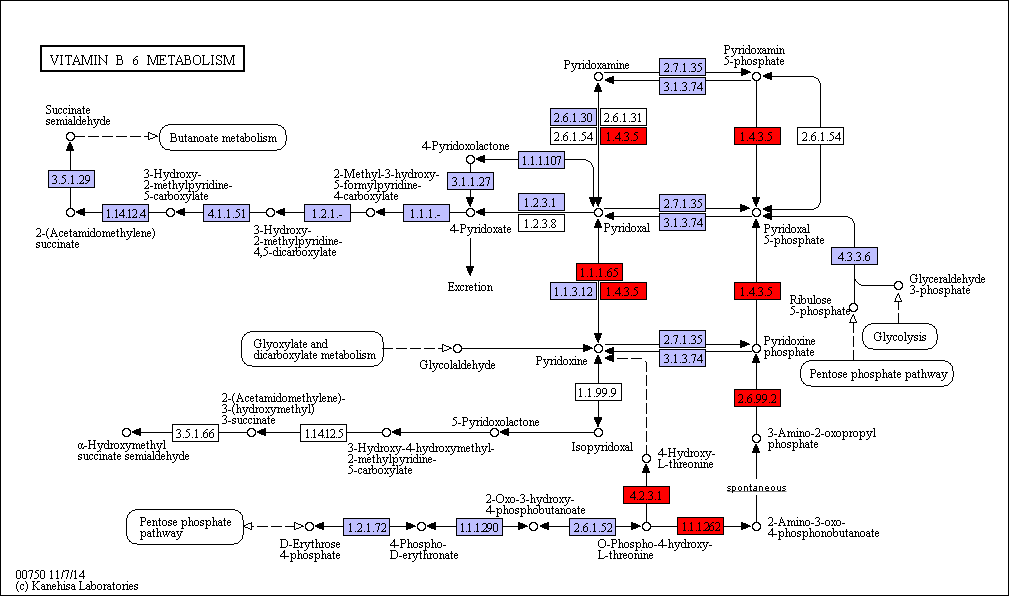 VITAMIN B 6 METABOLISM
Pyridoxamin
5-phosphate
Pyridoxamine
2.7.1.35
3.1.3.74
Succinate
semialdehyde
Butanoate metabolism
2.6.1.30
2.6.1.31
2.6.1.54
1.4.3.5
1.4.3.5
2.6.1.54
4-Pyridoxolactone
1.1.1.107
3.5.1.29
3-Hydroxy-
2-methylpyridine-
5-carboxylate
2-Methyl-3-hydroxy-
5-formylpyridine-
4-carboxylate
3.1.1.27
1.14.12.4
4.1.1.51
1.2.1.-
1.1.1.-
1.2.3.1
1.2.3.8
2.7.1.35
3.1.3.74
2-(Acetamidomethylene)
succinate
3-Hydroxy-
2-methylpyridine-
4,5-dicarboxylate
4-Pyridoxate
Pyridoxal
Pyridoxal
5-phosphate
4.3.3.6
Excretion
1.1.1.65
1.1.3.12
1.4.3.5
1.4.3.5
Glyceraldehyde
3-phosphate
Ribulose
5-phosphate
Glycolysis
Glyoxylate and
dicarboxylate metabolism
Glycolaldehyde
Pyridoxine
2.7.1.35
3.1.3.74
Pyridoxine
phosphate
Pentose phosphate pathway
1.1.99.9
2.6.99.2
2-(Acetamidomethylene)-
3-(hydroxymethyl)
3-succinate
5-Pyridoxolactone
3.5.1.66
1.14.12.5
α-Hydroxymethyl
succinate semialdehyde
3-Hydroxy-4-hydroxymethyl-
2-methylpyridine-
5-carboxylate
Isopyridoxal
3-Amino-2-oxopropyl
phosphate
4-Hydroxy-
L-threonine
spontaneous
4.2.3.1
2-Oxo-3-hydroxy-
4-phosphobutanoate
Pentose phosphate
pathway
1.2.1.72
1.1.1.290
2.6.1.52
1.1.1.262
D-Erythrose
4-phosphate
4-Phospho-
D-erythronate
O-Phospho-4-hydroxy-
L-threonine
2-Amino-3-oxo-
4-phosphonobutanoate
00750 11/7/14
(c) Kanehisa Laboratories